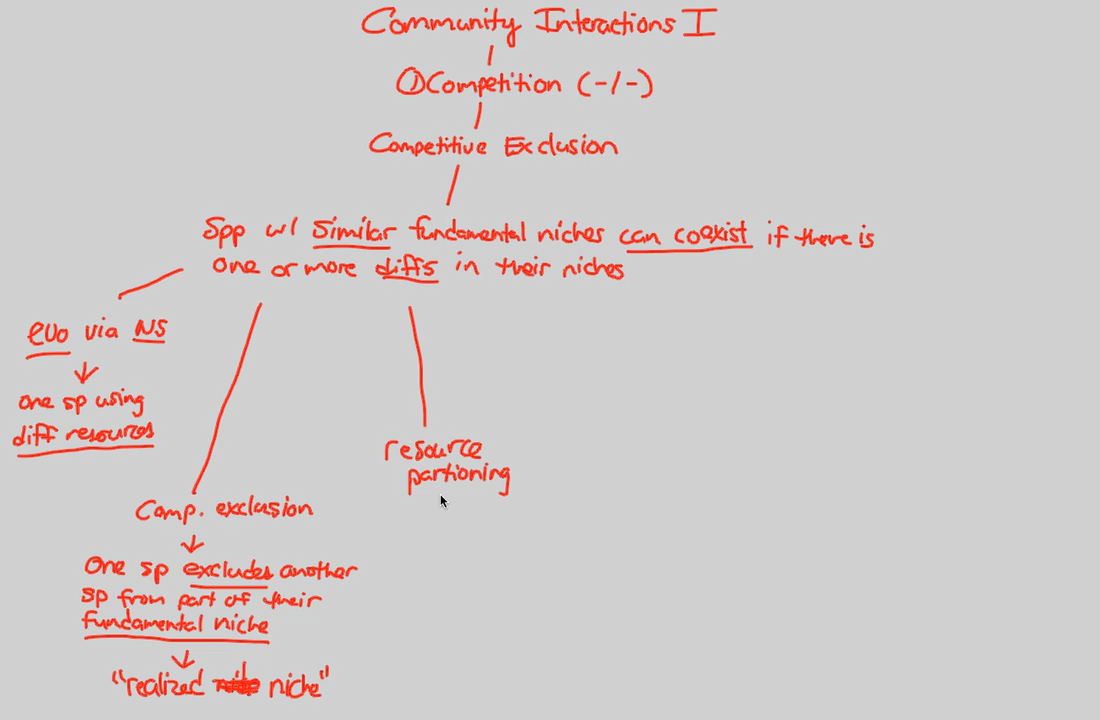 Community Interactions I
①Competition (-/-)
Competitive Exclusion
Spp w/ similar fundamental niches can coexist if there is
one or more diffs in their niches
evo via NS
↓
one sp using
diff resources
resource
partioning
Comp. exclusion
↓
One sp excludes another
sp from part of their
fundamental niche
↓
"realized niche"